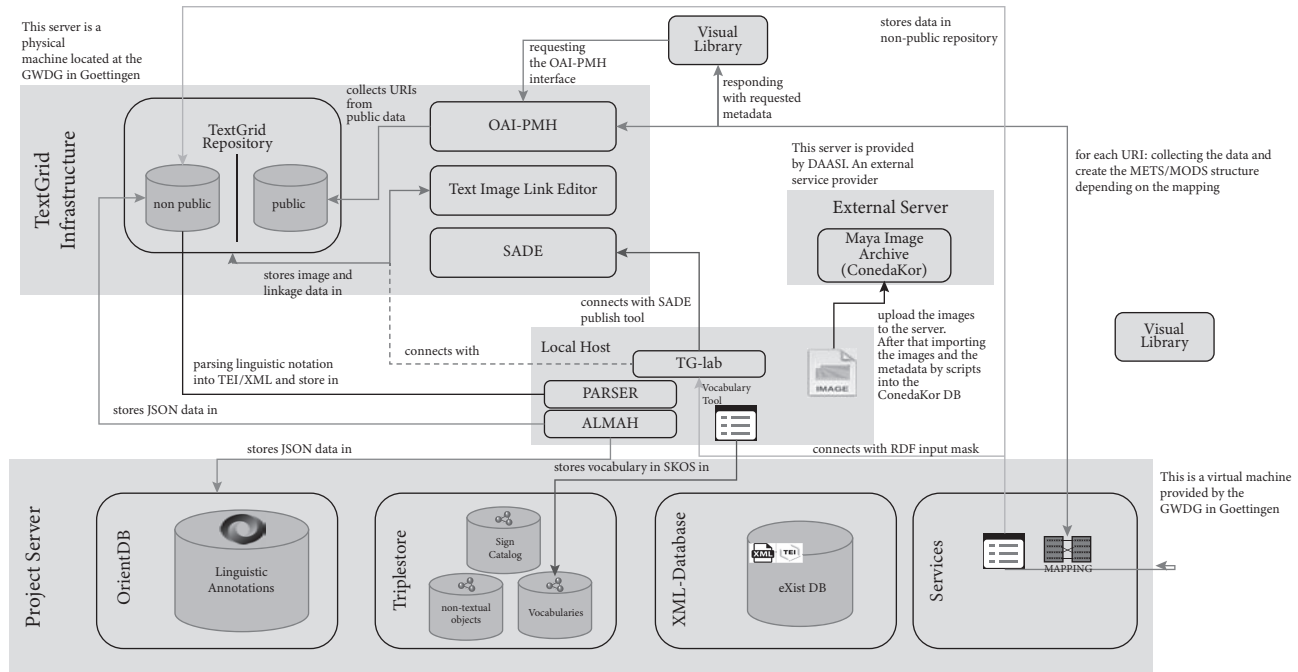 This server is a
physical
machine located at the
GWDG in Goettingen
TextGrid
Infrastructure
TextGrid
Repository
non public
public
collects URIs
from
public data
requesting
the OAI-PMH
interface
Visual
Library
responding
with requested
metadata
stores data in
non-public repository
OAI-PMH
Text Image Link Editor
SADE
This server is provided
by DAASI. An external
service provider
External Server
Maya Image
Archive
(ConedaKor)
for each URI: collecting the data and
create the METS/MODS structure
depending on the mapping
stores image and
linkage data in
connects with SADE
publish tool
upload the images
to the server.
After that importing
the images and the
metadata by scripts
into the
ConedaKor DB
IMAGE
Visual
Library
connects with
Local Host
TG-lab
PARSER
ALMAH
Vocabulary
Tool
parsing linguistic notation
into TEI/XML and store in
stores JSON data in
stores JSON data in
stores vocabulary in SKOS in
connects with RDF input mask
This is a virtual machine
provided by the
GWDG in Goettingen
Project Server
OrientDB
Linguistic
Annotations
Triplestore
Sign
Catalog
non-textual
objects
Vocabularies
XML-Database
XML
TEI
eXist DB
Services
MAPPING